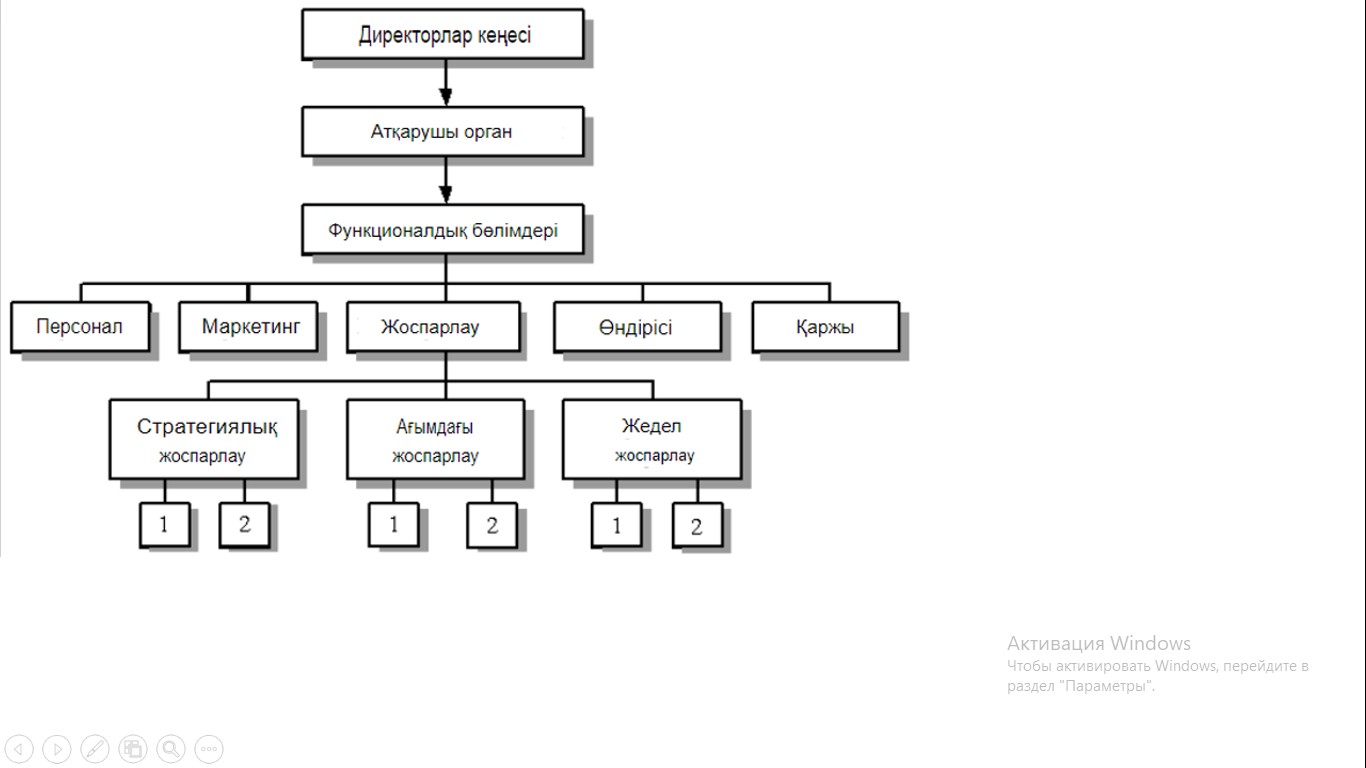 Директорлар кеңесі
Атқарушы орган
Функционалдық бөлімдері
Персонал
Маркетинг
Жоспарлау
Өндірісі
Қаржы
Стратегиялық
жоспарлау
Ағымдағы
жоспарлау
Жедел
жоспарлау
1
2
1
2
1
2
Активация Windows
Чтобы активировать Windows, перейдите в
раздел "Параметры".